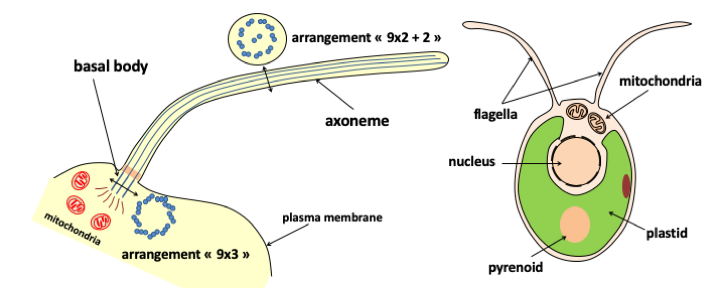 arrangement « 9x2 + 2 »
basal body
axoneme
mitochondria
plasma membrane
arrangement « 9x3 »
flagella
mitochondria
nucleus
plastid
pyrenoid